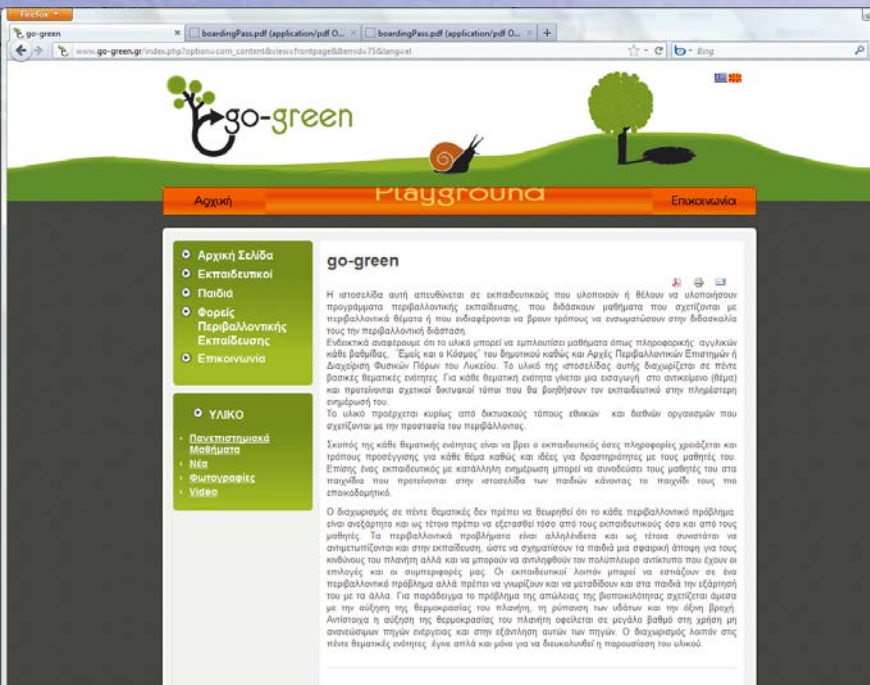 Firefox
go-green
boardingPass.pdf (application/pdf O...
boardingPass.pdf (application/pdf O...
www.go-green.gr/index.php?option=com_content&view=frontpage&Itemid=75&lang=el
Bing
go-green
Αρχική
Playground
Επικοινωνία
Αρχική Σελίδα
Εκπαιδευτικοί
Παιδιά
Φορείς
Περιβαλλοντικής
Εκπαίδευσης
Επικοινωνία
ΥΛΙΚΟ
Πανεπιστημιακά
Μαθήματα
Νέα
Φωτογραφίες
Video
go-green
Η ιστοσελίδα αυτή απευθύνεται σε εκπαιδευτικούς που υλοποιούν ή θέλουν να υλοποιήσουν
προγράμματα περιβαλλοντικής εκπαίδευσης, που διδάσκουν μαθήματα που σχετίζονται με
περιβαλλοντικά θέματα ή που ενδιαφέρονται να βρουν τρόπους να ενσωματώσουν στην διδασκαλία
τους την περιβαλλοντική διάσταση.
Ενδεικτικά αναφέρουμε ότι το υλικό μπορεί να εμπλουτίσει μαθήματα όπως πληροφορικής αγγλικών
κάθε βαθμίδας, ¨Εμείς και ο Κόσμος¨ του δημοτικού καθώς και Αρχές Περιβαλλοντικών Επιστημών ή
Διαχείριση Φυσικών Πόρων του Λυκείου. Το υλικό της ιστοσελίδας αυτής διαχωρίζεται σε πέντε
βασικές θεματικές ενότητες. Για κάθε θεματική ενότητα γίνεται μια εισαγωγή στο αντικείμενο (θέμα)
και προτείνονται σχετικοί δικτυακοί τόποι που θα βοηθήσουν τον εκπαιδευτικό στην πληρέστερη
ενημέρωσή του.
Το υλικό προέρχεται κυρίως από δικτυακούς τόπους εθνικών και διεθνών οργανισμών που
σχετίζονται με την προστασία του περιβάλλοντος.
Σκοπός της κάθε θεματικής ενότητας είναι να βρει ο εκπαιδευτικός όσες πληροφορίες χρειάζεται και
τρόπους προσέγγισης για κάθε θέμα καθώς και ιδέες για δραστηριότητες με τους μαθητές του.
Επίσης ένας εκπαιδευτικός με κατάλληλη ενημέρωση μπορεί να συνοδεύσει τους μαθητές του στα
παιχνίδια που προτείνονται στην ιστοσελίδα των παιδιών κάνοντας το παιχνίδι τους πιο
εποικοδομητικό.
Ο διαχωρισμός σε πέντε θεματικές δεν πρέπει να θεωρηθεί ότι το κάθε περιβαλλοντικό πρόβλημα
είναι ανεξάρτητο και ως τέτοιο πρέπει να εξετασθεί τόσο από τους εκπαιδευτικούς όσο και από τους
μαθητές. Τα περιβαλλοντικά προβλήματα είναι αλληλένδετα και ως τέτοια συνιστάται να
αντιμετωπίζονται και στην εκπαίδευση, ώστε να σχηματίσουν τα παιδιά μια σφαιρική άποψη για τους
κινδύνους του πλανήτη αλλά και να μπορούν να αντιληφθούν τον πολύπλευρο αντίκτυπο που έχουν οι
επιλογές και οι συμπεριφορές μας. Οι εκπαιδευτικοί λοιπόν μπορεί να εστιάζουν σε ένα
περιβαλλοντικό πρόβλημα αλλά πρέπει να γνωρίζουν και να μεταδίδουν και στα παιδιά την εξάρτησή
του με τα άλλα. Για παράδειγμα το πρόβλημα της απώλειας της βιοποικιλότητας σχετίζεται άμεσα
με την αύξηση της θερμοκρασίας του πλανήτη, τη ρύπανση των υδάτων και την όξινη βροχή.
Αντίστοιχα η αύξηση της θερμοκρασίας του πλανήτη οφείλεται σε μεγάλο βαθμό στη χρήση μη
ανανεώσιμων πηγών ενέργειας και στην εξάντληση αυτών των πηγών. Ο διαχωρισμός λοιπόν στις
πέντε θεματικές ενότητες έγινε απλά και μόνο για να διευκολυνθεί η παρουσίαση του υλικού.